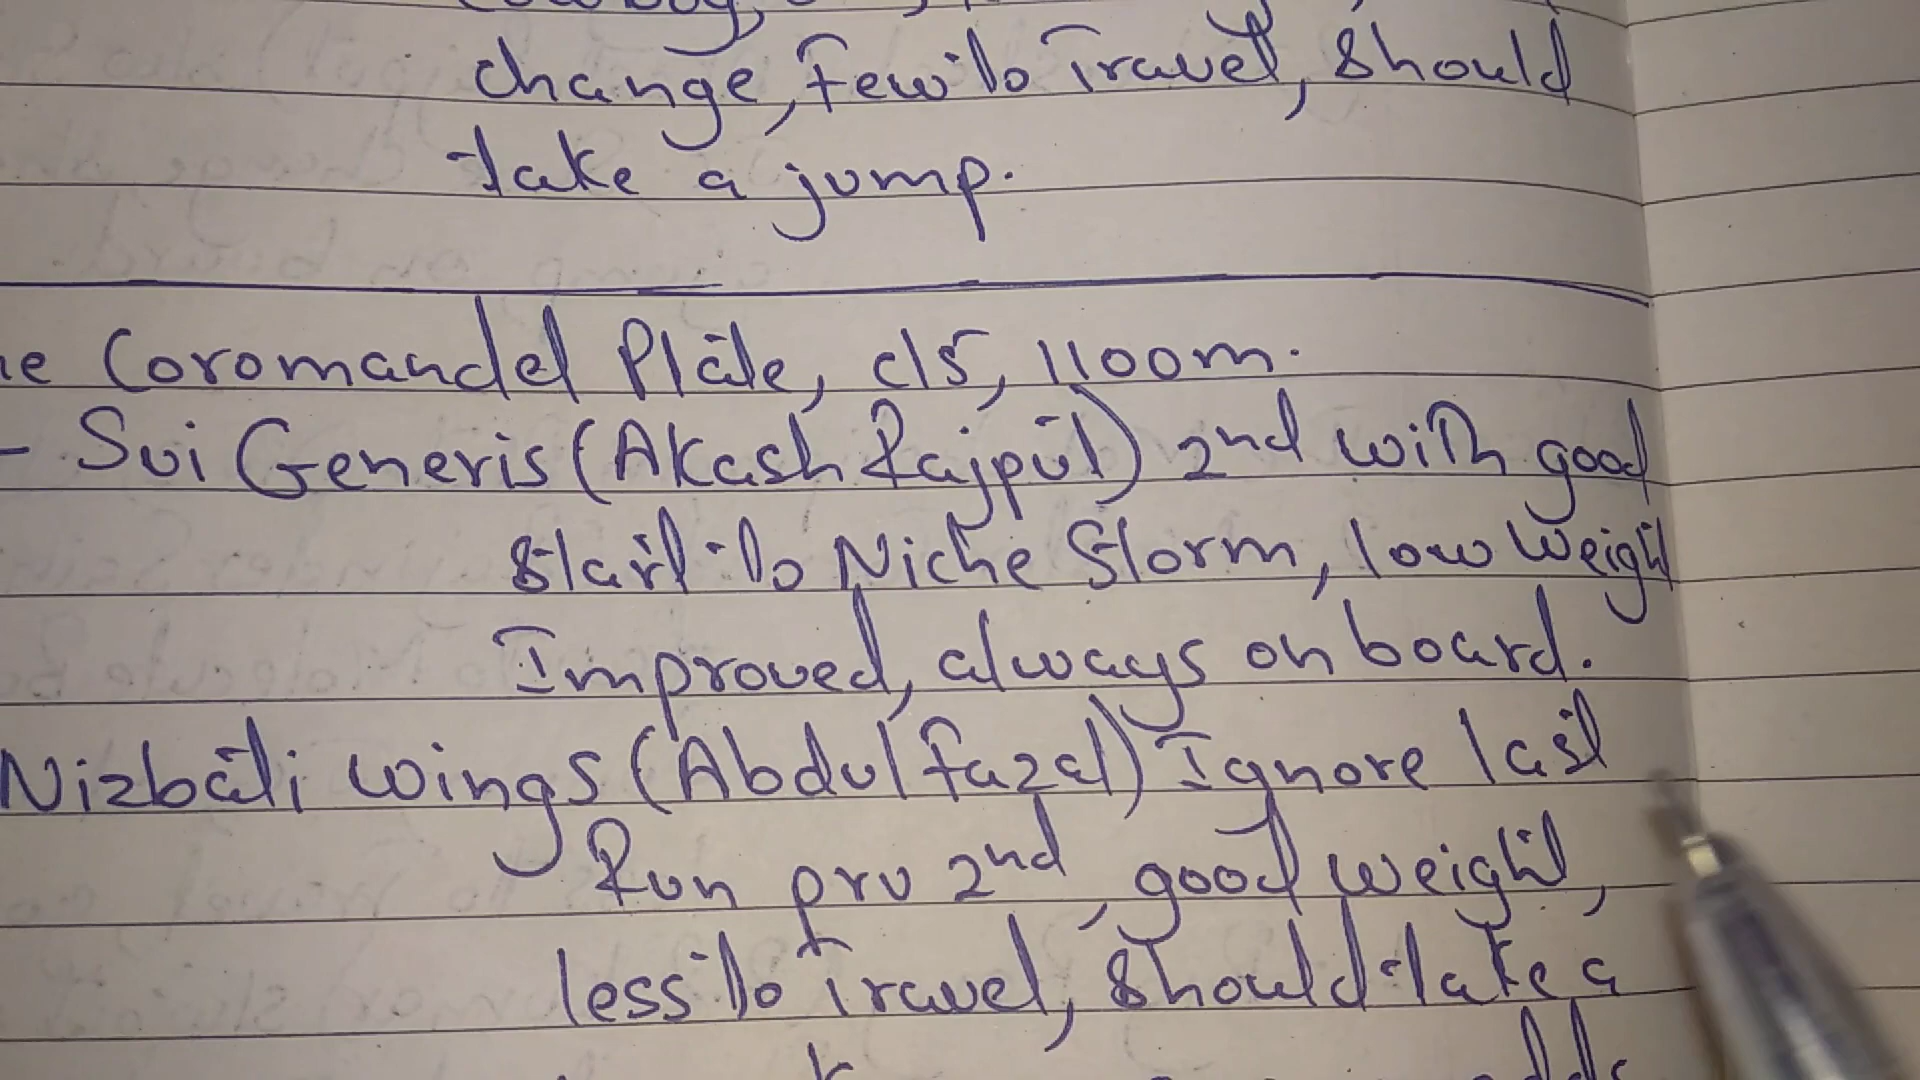 change, Few to Travel, should
take a jump.
Coromandel Plate, cl5, 1100m.
- Sui Generis (Akash Rajput) 2nd with good
start to Niche Storm, low weight
Improved, always on board.
Nizbati wings (Abdul fazal) Ignore last
Run prv 2nd, good weight,
less to Travel, should take a